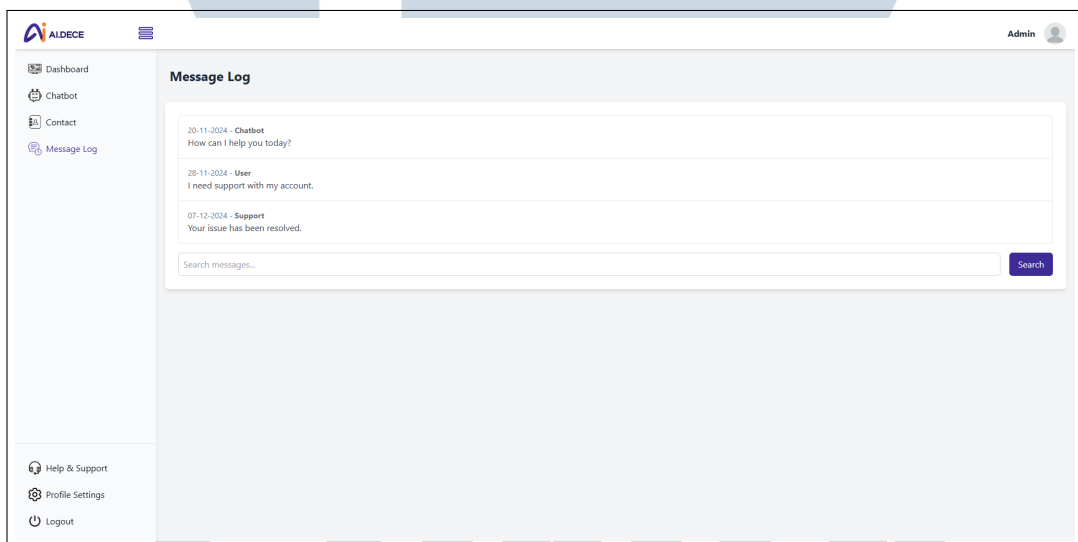 Ai AI.DECE
Admin
Dashboard
Chatbot
Contact
Message Log
Message Log
20-11-2024 - Chatbot
How can I help you today?
28-11-2024 - User
I need support with my account.
07-12-2024 - Support
Your issue has been resolved.
Search messages...
Search
Help & Support
Profile Settings
Logout